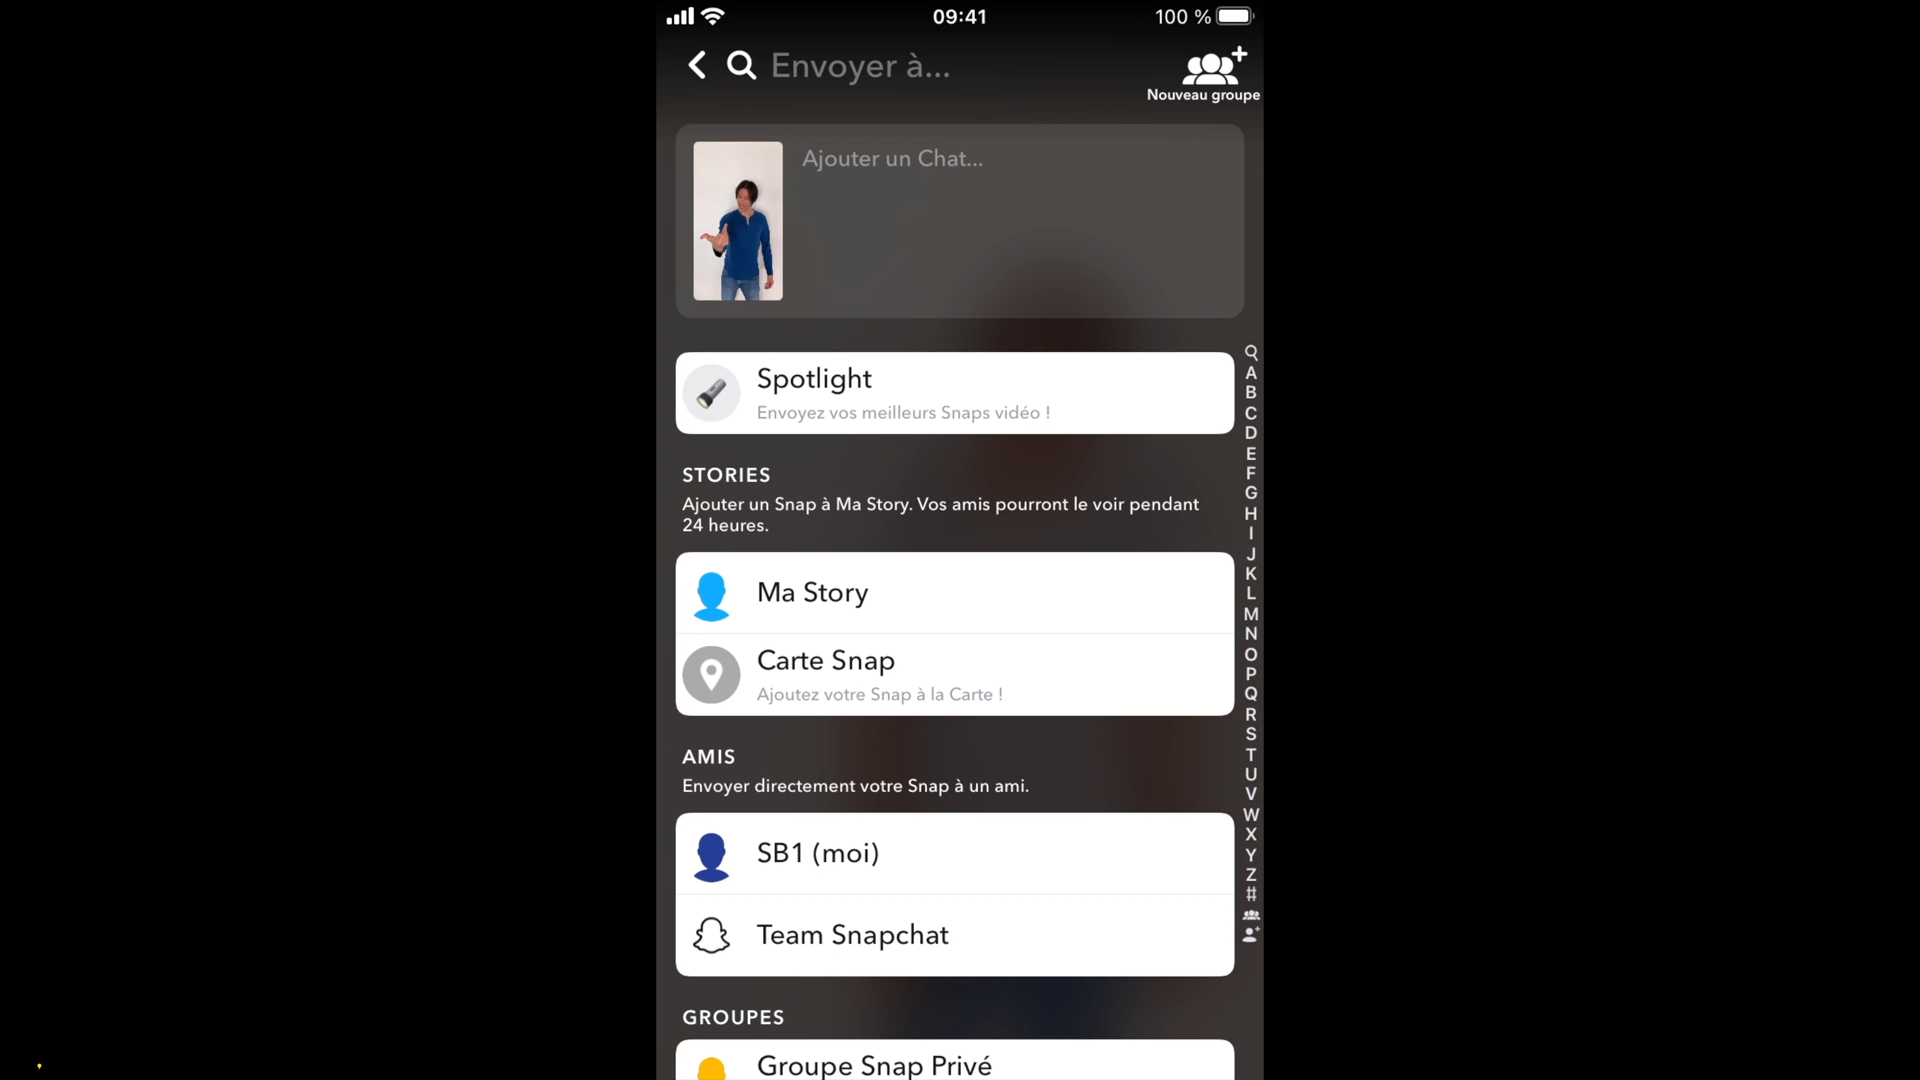 09:41
100 %
Envoyer à...
Nouveau groupe
Ajouter un Chat...
Spotlight
Envoyez vos meilleurs Snaps vidéo !
STORIES
Ajouter un Snap à Ma Story. Vos amis pourront le voir pendant
24 heures.
Ma Story
Carte Snap
Ajoutez votre Snap à la Carte !
AMIS
Envoyer directement votre Snap à un ami.
SB1 (moi)
Team Snapchat
GROUPES
Groupe Snap Privé
A
B
C
D
E
F
G
H
I
J
K
L
M
N
O
P
Q
R
S
T
U
V
W
X
Y
Z
#